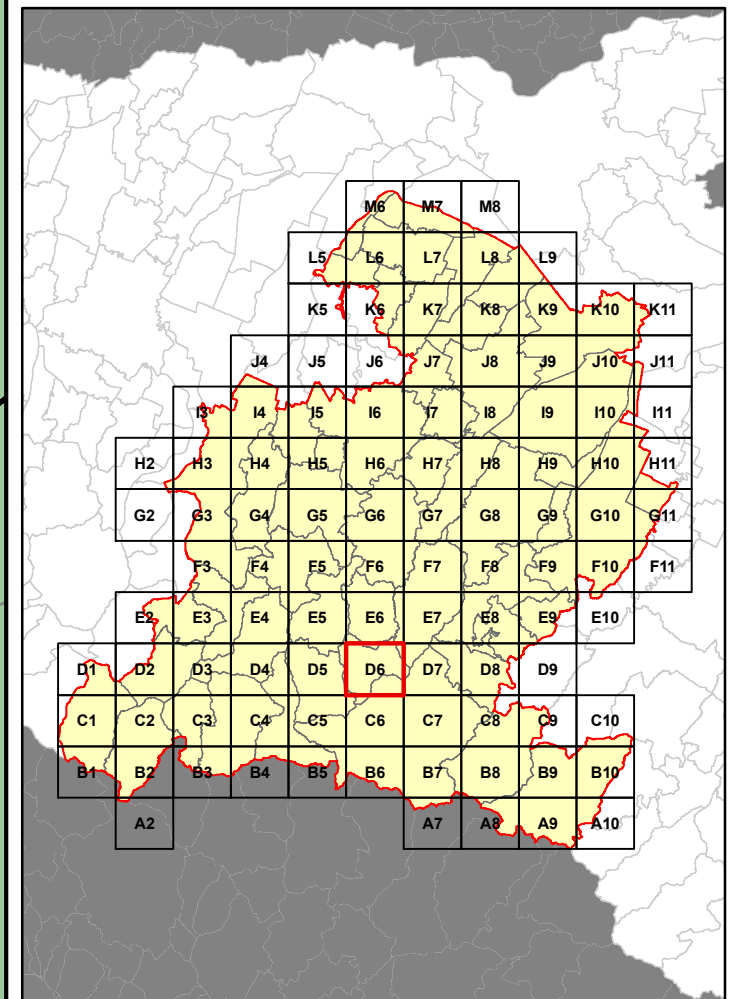 M6 M7 M8
L5 L6 L7 L8 L9
K5 K6 K7 K8 K9 K10 K11
J4 J5 J6 J7 J8 J9 J10 J11
I3 I4 I5 I6 I7 I8 I9 I10 I11
H2 H3 H4 H5 H6 H7 H8 H9 H10 H11
G2 G3 G4 G5 G6 G7 G8 G9 G10 G11
F3 F4 F5 F6 F7 F8 F9 F10 F11
E2 E3 E4 E5 E6 E7 E8 E9 E10
D1 D2 D3 D4 D5 D6 D7 D8 D9
C1 C2 C3 C4 C5 C6 C7 C8 C9 C10
B1 B2 B3 B4 B5 B6 B7 B8 B9 B10
A2 A7 A8 A9 A10